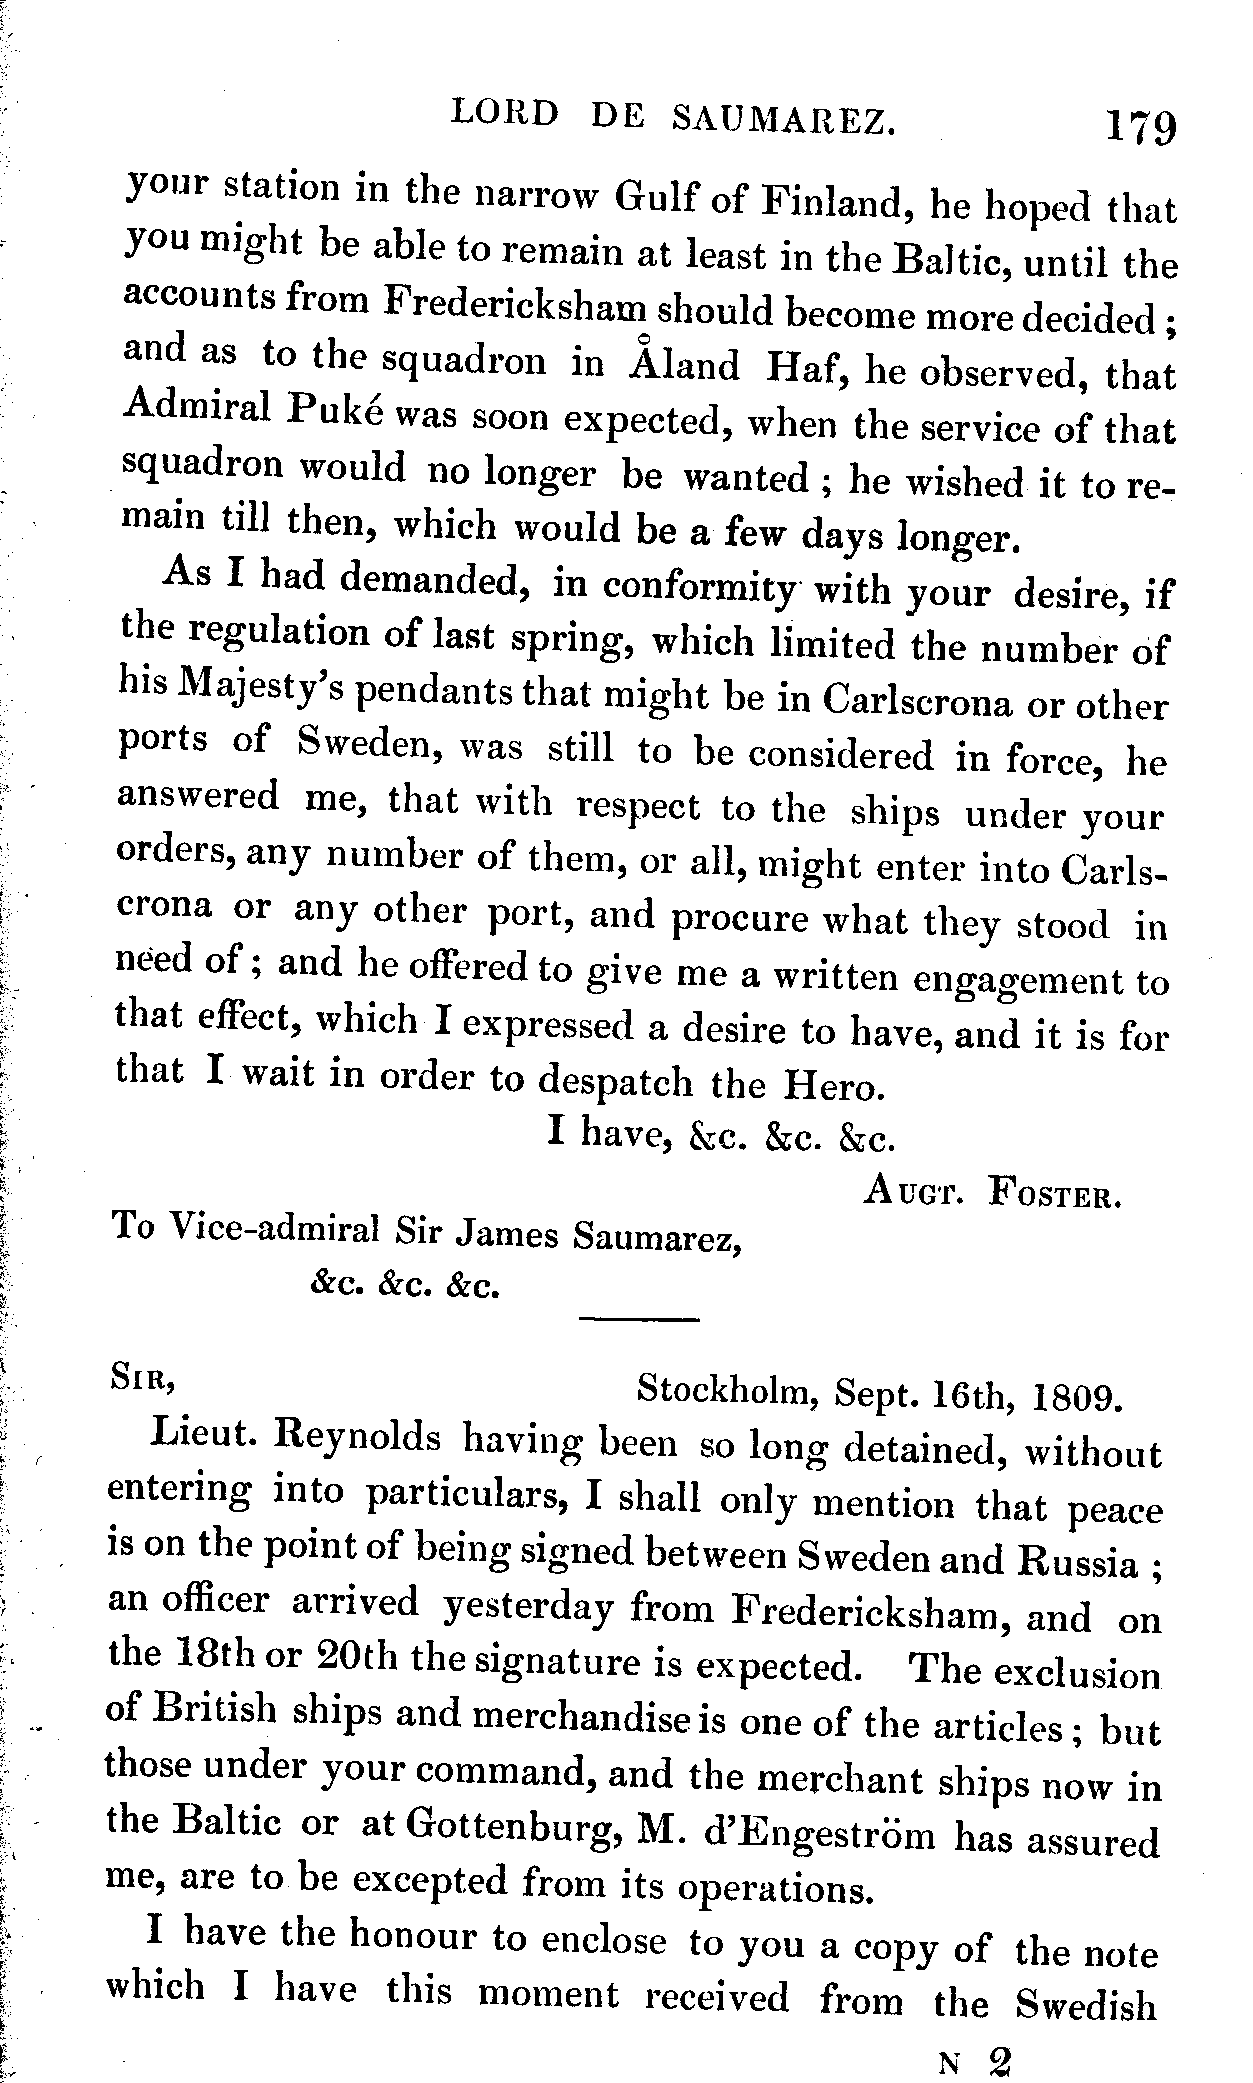 LORD DE SAUMAREZ. 179
your station in the narrow Gulf of Finland, he hoped that
you might be able to remain at least in the Baltic, until the
accounts from Fredericksham should become more decided ;
and as to the squadron in Åland Haf, he observed, that
Admiral Puké was soon expected, when the service of that
squadron would no longer be wanted ; he wished it to re-
main till then, which would be a few days longer.
As I had demanded, in conformity with your desire, if
the regulation of last spring, which limited the number of
his Majesty's pendants that might be in Carlscrona or other
ports of Sweden, was still to be considered in force, he
answered me, that with respect to the ships under your
orders, any number of them, or all, might enter into Carls-
crona or any other port, and procure what they stood in
need of ; and he offered to give me a written engagement to
that effect, which I expressed a desire to have, and it is for
that I wait in order to despatch the Hero.
I have, &c. &c. &c.
AUGT. FOSTER.
To Vice-admiral Sir James Saumarez,
&c. &c. &c.
SIR, Stockholm, Sept. 16th, 1809.
Lieut. Reynolds having been so long detained, without
entering into particulars, I shall only mention that peace
is on the point of being signed between Sweden and Russia ;
an officer arrived yesterday from Fredericksham, and on
the 18th or 20th the signature is expected. The exclusion
of British ships and merchandise is one of the articles ; but
those under your command, and the merchant ships now in
the Baltic or at Gottenburg, M. d'Engeström has assured
me, are to be excepted from its operations.
I have the honour to enclose to you a copy of the note
which I have this moment received from the Swedish
N 2